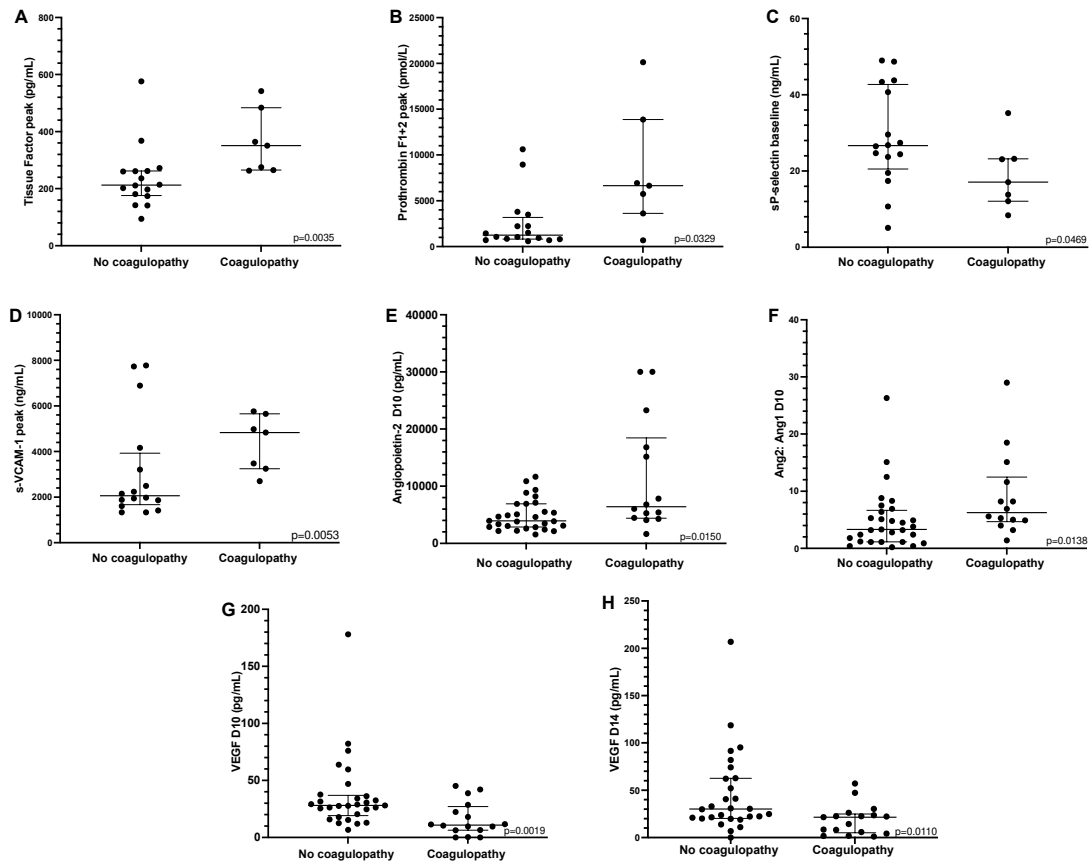 A
Tissue Factor peak (pg/mL)
800
600
400
200
0
No coagulopathy
Coagulopathy
p=0.0035
B
Prothrombin F1+2 peak (pmol/L)
25000
20000
15000
10000
5000
0
No coagulopathy
Coagulopathy
p=0.0329
C
sP-selectin baseline (ng/mL)
60
40
20
0
No coagulopathy
Coagulopathy
p=0.0469
D
s-VCAM-1 peak (ng/mL)
10000
8000
6000
4000
2000
0
No coagulopathy
Coagulopathy
p=0.0053
E
Angiopoietin-2 D10 (pg/mL)
40000
30000
20000
10000
0
No coagulopathy
Coagulopathy
p=0.0150
F
Ang2: Ang1 D10
40
30
20
10
0
No coagulopathy
Coagulopathy
p=0.0138
G
VEGF D10 (pg/mL)
200
150
100
50
0
No coagulopathy
Coagulopathy
p=0.0019
H
VEGF D14 (pg/mL)
250
200
150
100
50
0
No coagulopathy
Coagulopathy
p=0.0110